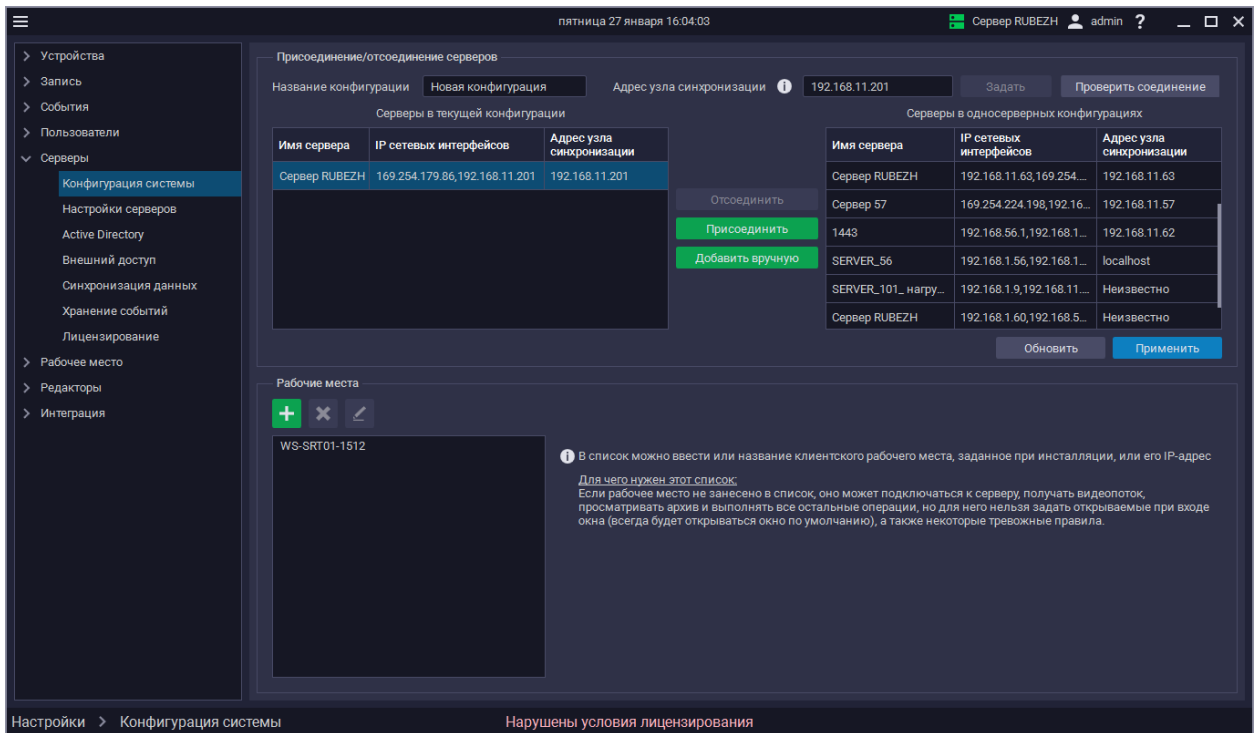 пятница 27 января 16:04:03
Сервер RUBEZH admin ?
Устройства
Запись
События
Пользователи
Серверы
Конфигурация системы
Настройки серверов
Active Directory
Внешний доступ
Синхронизация данных
Хранение событий
Лицензирование
Рабочее место
Редакторы
Интеграция
Присоединение/отсоединение серверов
Название конфигурации Новая конфигурация Адрес узла синхронизации 192.168.11.201 Задать Проверить соединение
Серверы в текущей конфигурации
Имя сервера IP сетевых интерфейсов Адрес узла синхронизации
Сервер RUBEZH 169.254.179.86,192.168.11.201 192.168.11.201
Отсоединить
Присоединить
Добавить вручную
Серверы в односерверных конфигурациях
Имя сервера IP сетевых интерфейсов Адрес узла синхронизации
Сервер RUBEZH 192.168.11.63,169.254.... 192.168.11.63
Сервер 57 169.254.224.198,192.16... 192.168.11.57
1443 192.168.56.1,192.168.1... 192.168.11.62
SERVER_56 192.168.1.56,192.168.1... localhost
SERVER_101_ нагру... 192.168.1.9,192.168.11.... Неизвестно
Сервер RUBEZH 192.168.1.60,192.168.5... Неизвестно
Обновить Применить
Рабочие места
WS-SRT01-1512
В список можно ввести или название клиентского рабочего места, заданное при инсталляции, или его IP-адрес
Для чего нужен этот список:
Если рабочее место не занесено в список, оно может подключаться к серверу, получать видеопоток,
просматривать архив и выполнять все остальные операции, но для него нельзя задать открываемые при входе
окна (всегда будет открываться окно по умолчанию), а также некоторые тревожные правила.
Настройки > Конфигурация системы
Нарушены условия лицензирования